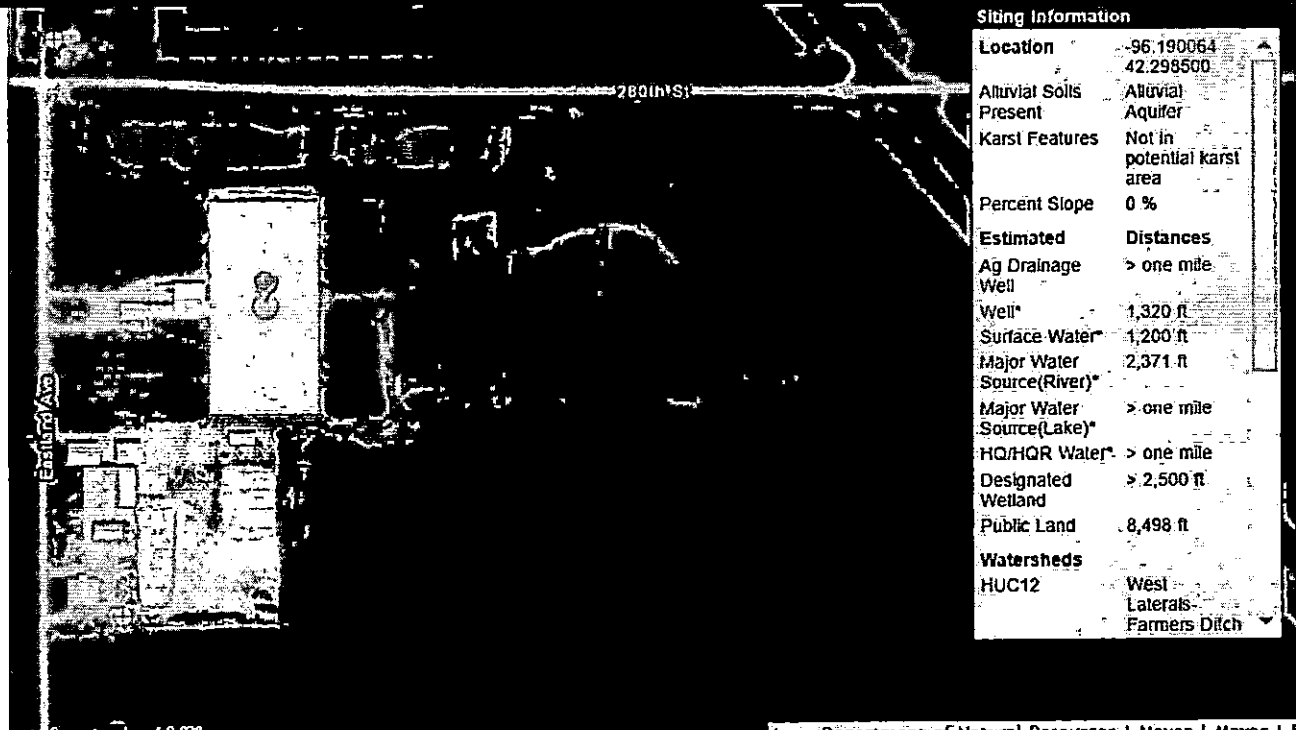 Siting Information
Location -96.190064
42.298500
Alluvial Soils Alluvial
Present Aquifer
Karst Features Not in
potential karst
area
Percent Slope 0 %
Estimated Distances
Ag Drainage > one mile
Well
Well* 1,320 ft
Surface Water* 1,200 ft
Major Water 2,371 ft
Source(River)*
Major Water > one mile
Source(Lake)*
HQ/HQR Water* > one mile
Designated > 2,500 ft
Wetland
Public Land 8,498 ft
Watersheds
HUC12 West
Laterals-
Farmers Ditch
280th St
Eastland Ave
Department of Natural Resources |